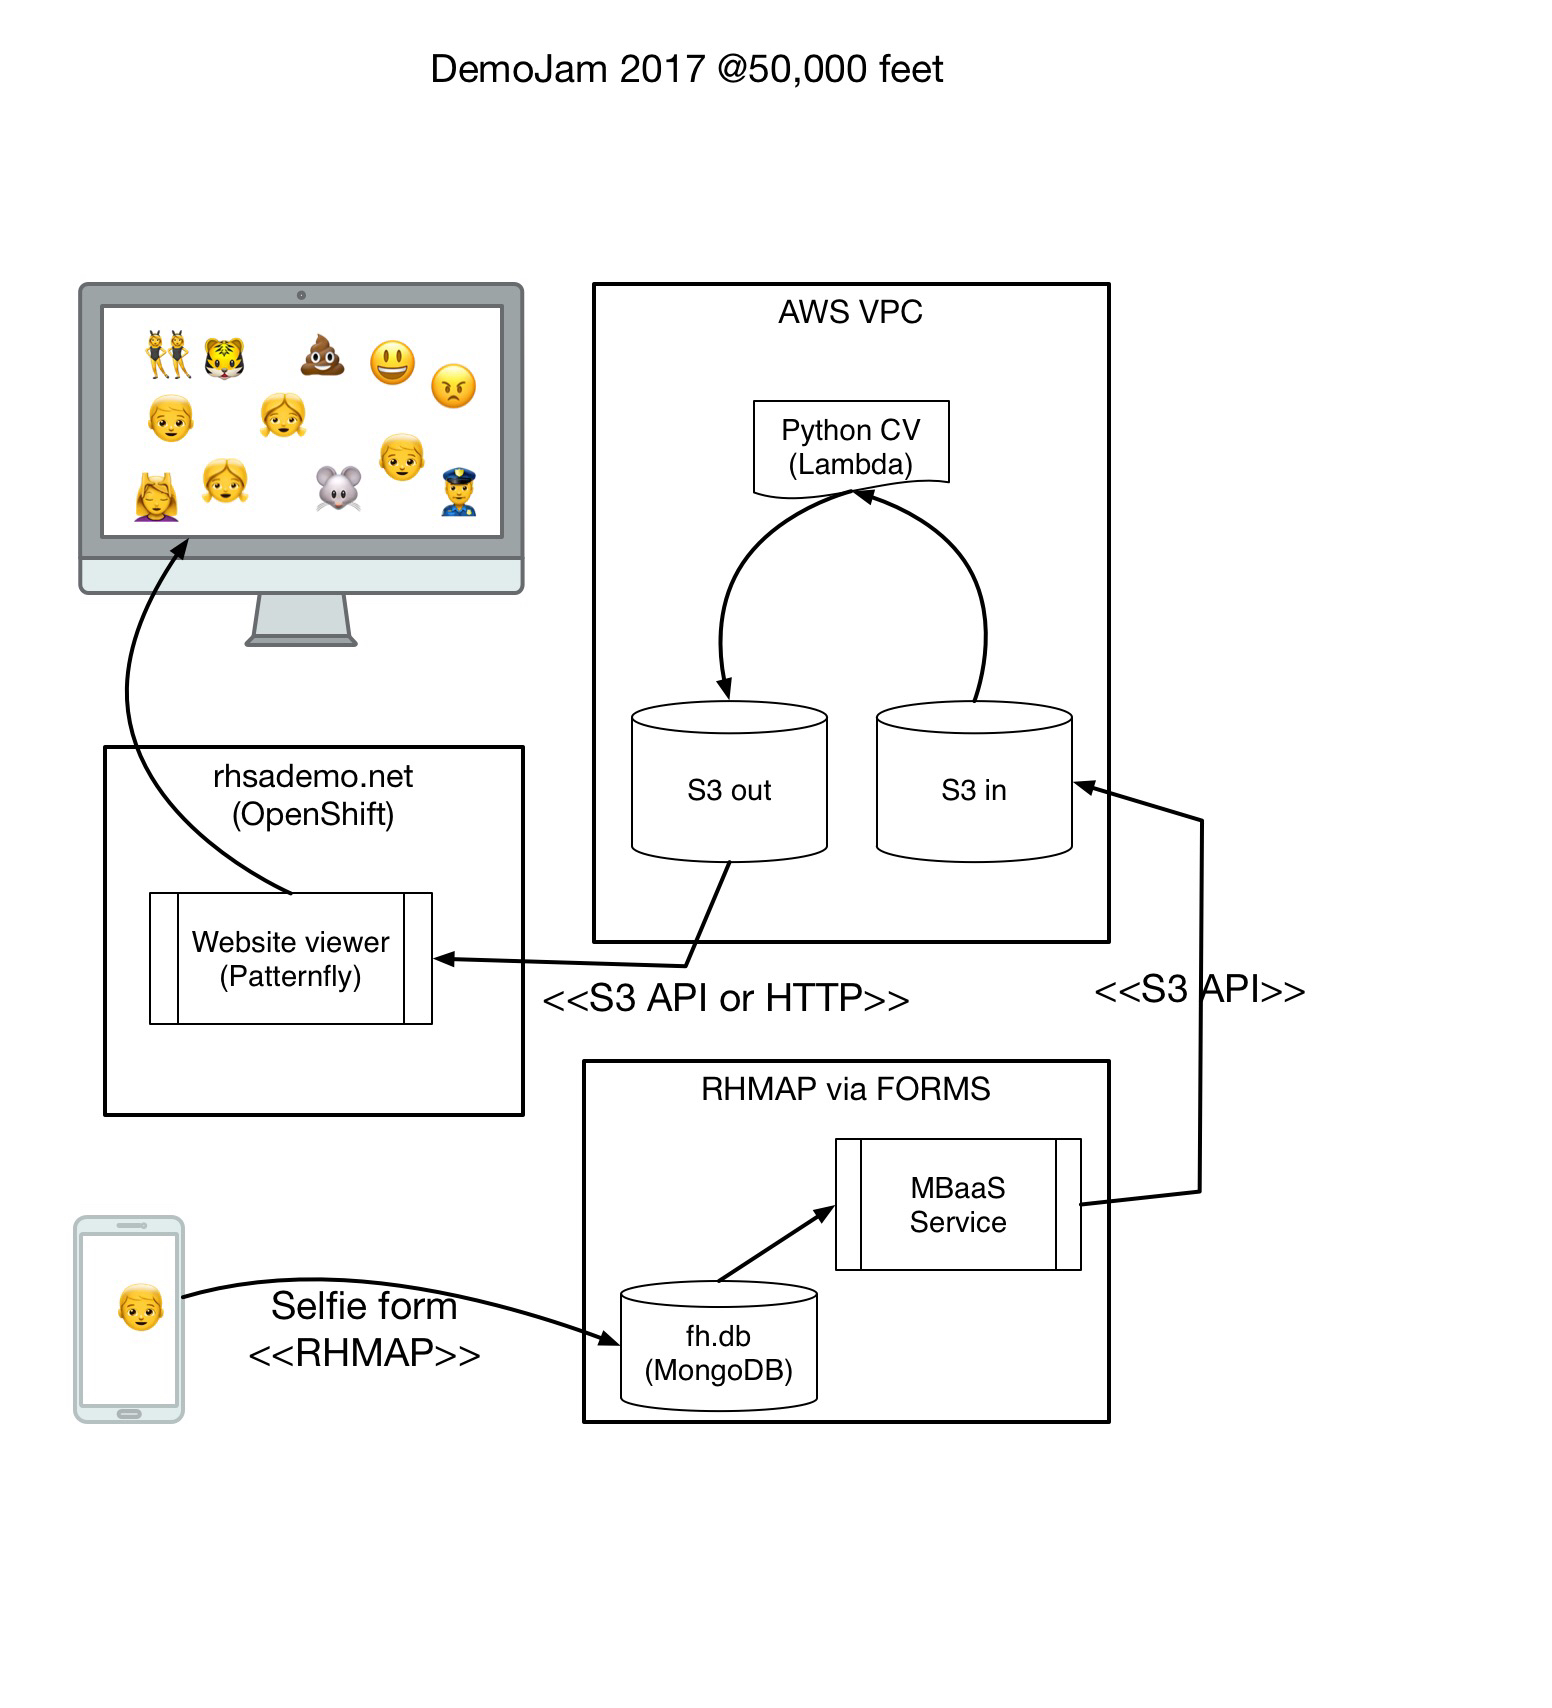 DemoJam 2017 @50,000 feet
AWS VPC
Python CV
(Lambda)
S3 out
S3 in
rhsademo.net
(OpenShift)
Website viewer
(Patternfly)
<<S3 API or HTTP>>
<<S3 API>>
RHMAP via FORMS
MBaaS
Service
Selfie form
<<RHMAP>>
fh.db
(MongoDB)